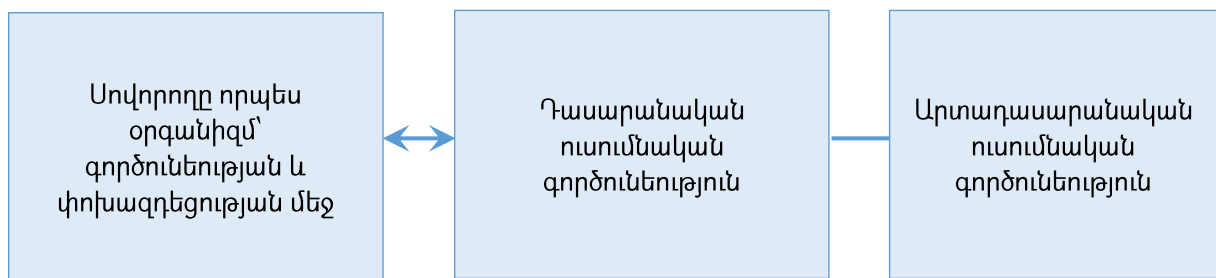 Սովորողը որպես
օրգանիզմ՝
գործունեության և
փոխազդեցության մեջ
Դասարանական
ուսումնական
գործունեություն
Արտադասարանական
ուսումնական
գործունեություն